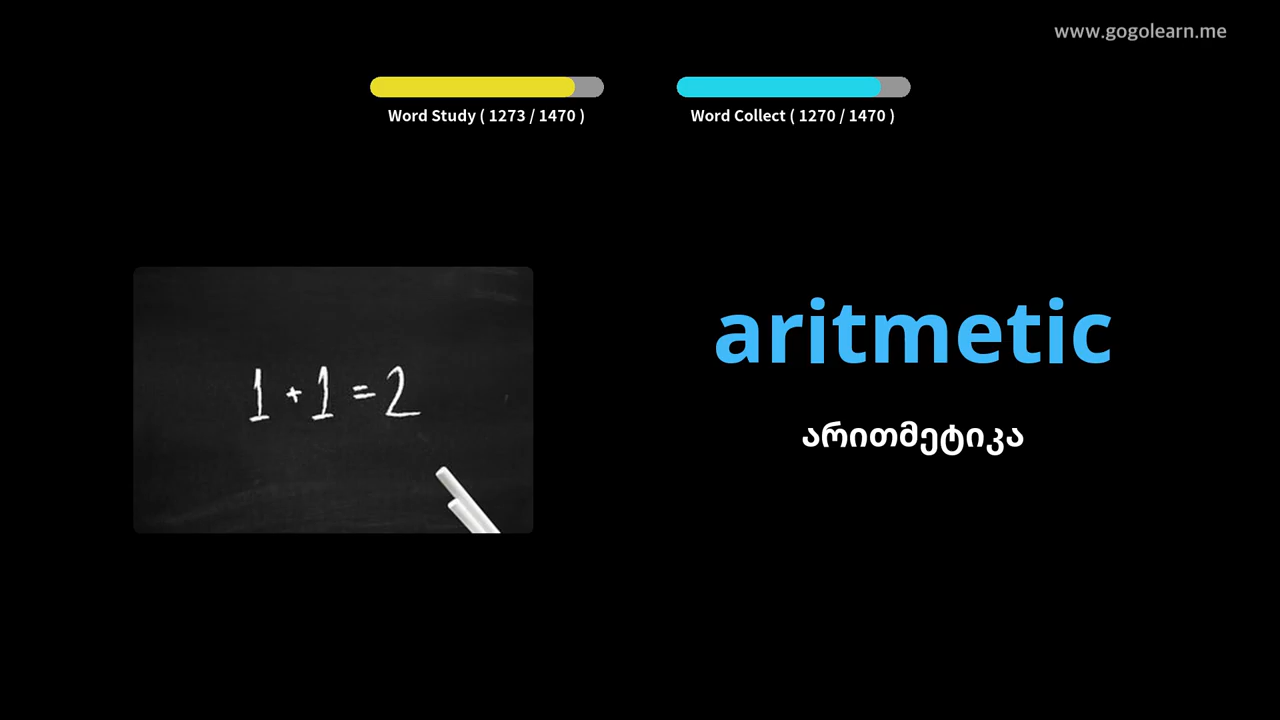 www.gogolearn.me
Word Study ( 1273 / 1470 )
Word Collect ( 1270 / 1470 )
1 + 1 = 2
aritmetic
არითმეტიკა